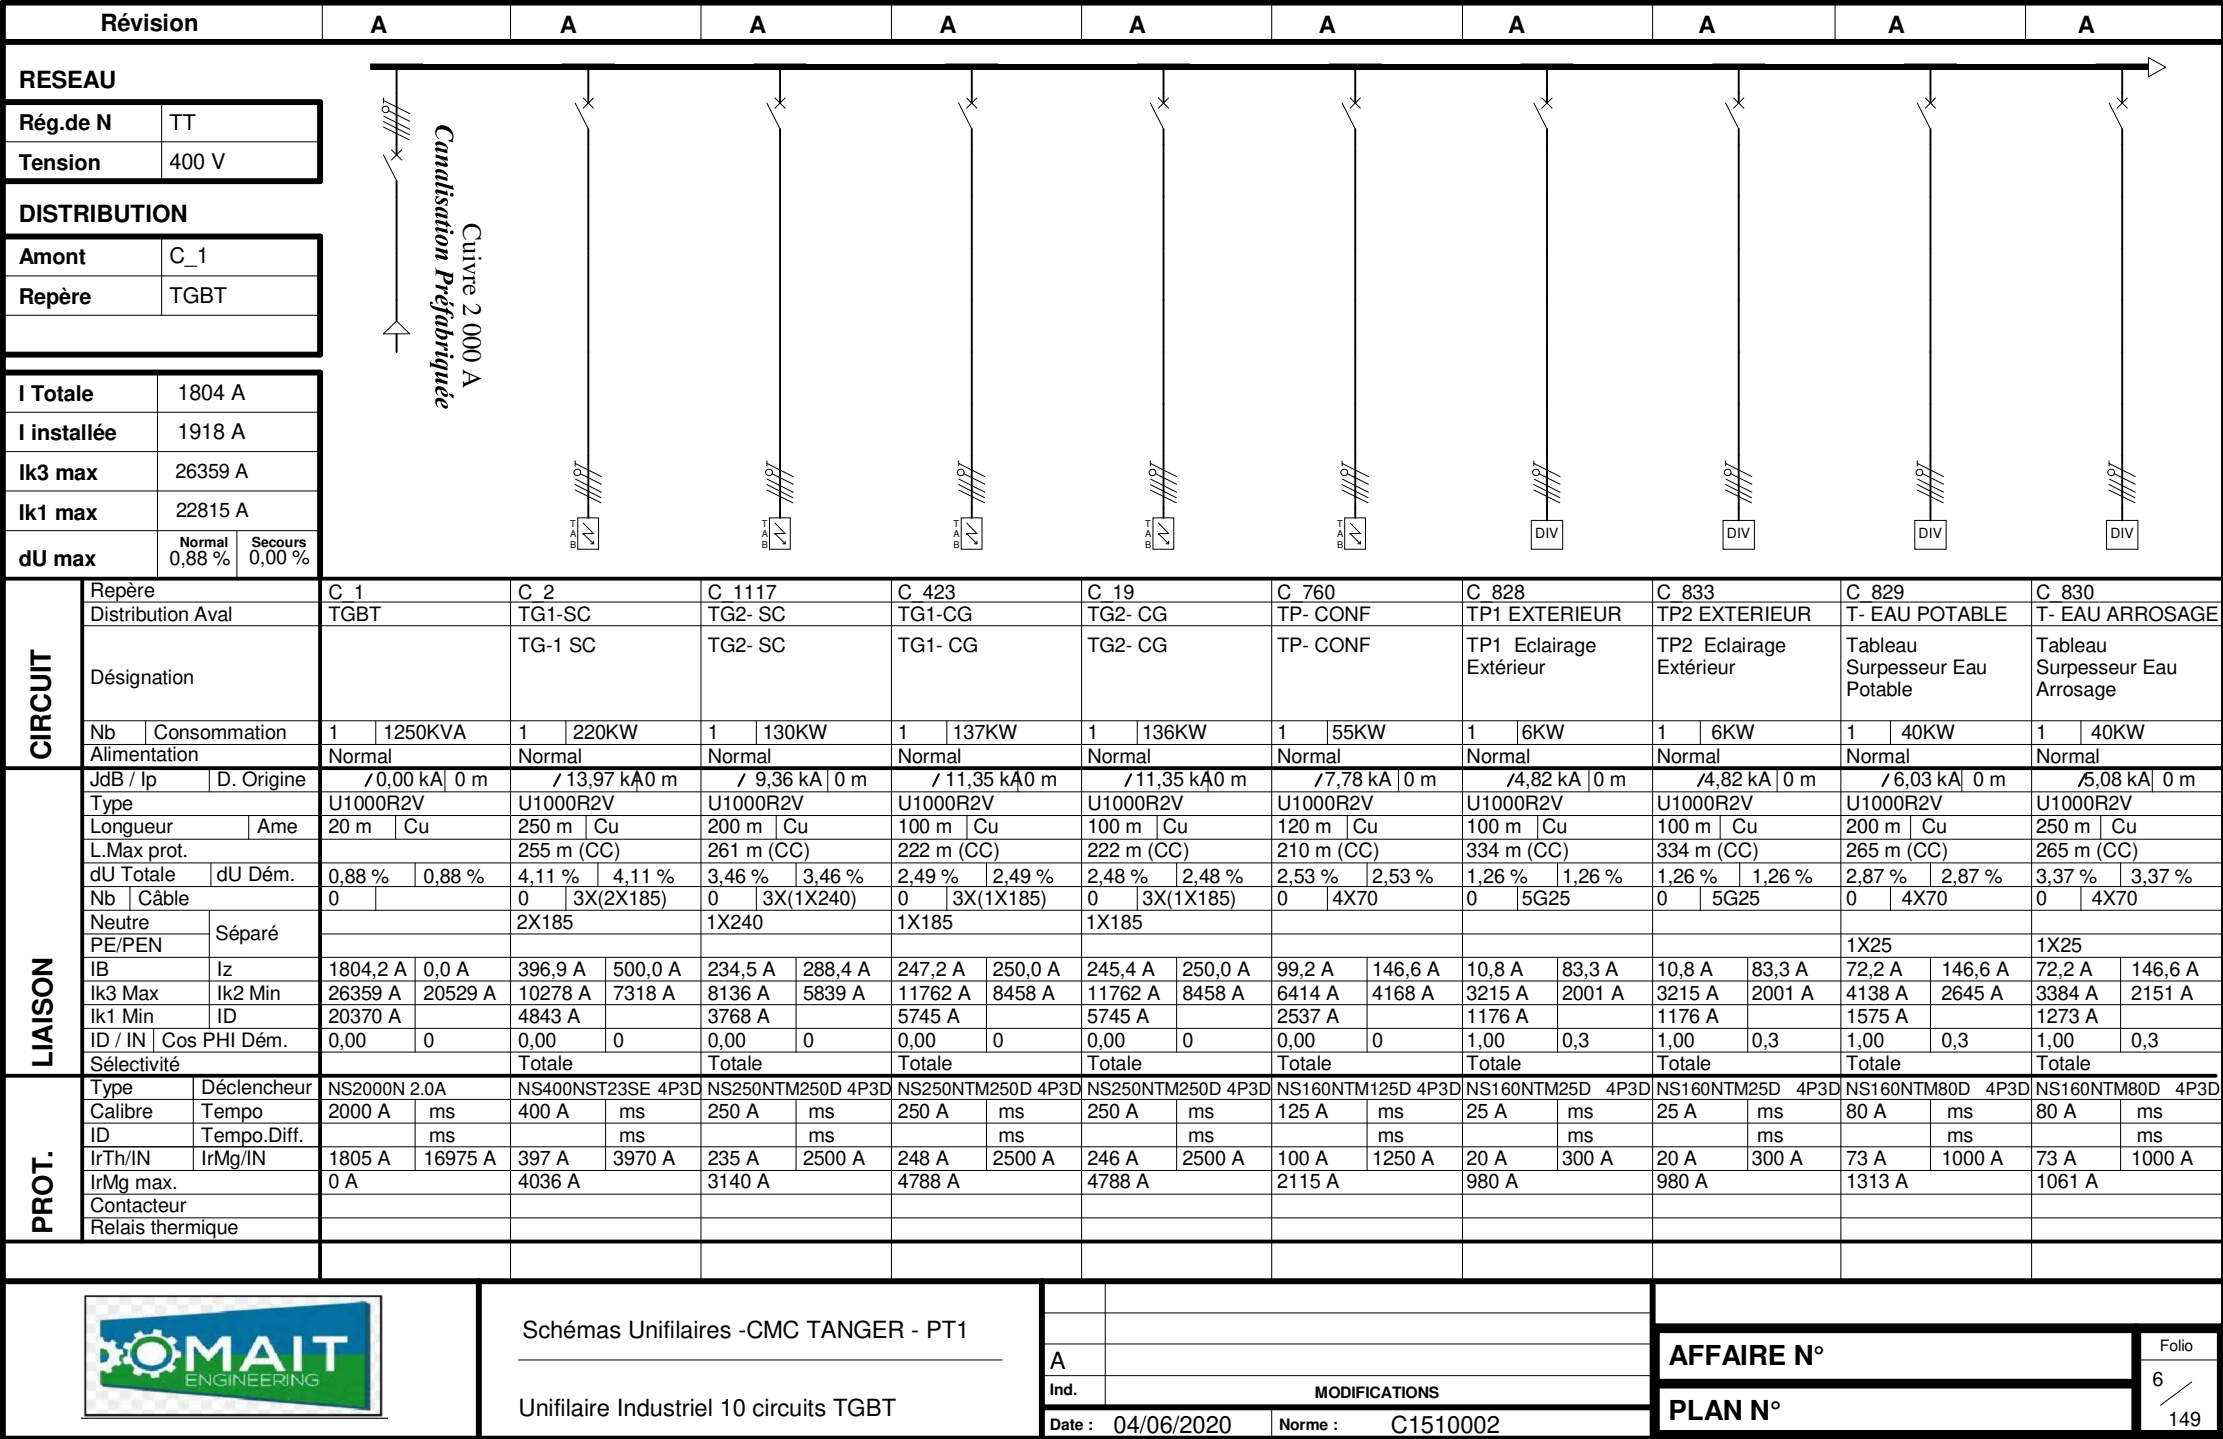 Révision A A A A A A A A A A
RESEAU
Rég.de N TT
Tension 400 V
DISTRIBUTION
Amont C_1
Repère TGBT
Canalisation Préfabriquée
Cuivre 2 000 A
I Totale 1804 A
I installée 1918 A
Ik3 max 26359 A
Ik1 max 22815 A
Normal Secours
dU max 0,88 % 0,00 %
TAB TAB TAB TAB TAB DIV DIV DIV DIV
CIRCUIT
Repère C_1 C_2 C_1117 C_423 C_19 C_760 C_828 C_833 C_829 C_830
Distribution Aval TGBT TG1-SC TG2- SC TG1-CG TG2- CG TP- CONF TP1 EXTERIEUR TP2 EXTERIEUR T- EAU POTABLE T- EAU ARROSAGE
TG-1 SC TG2- SC TG1- CG TG2- CG TP- CONF TP1 Eclairage TP2 Eclairage Tableau Tableau
Désignation Extérieur Extérieur Surpesseur Eau Surpesseur Eau
Potable Arrosage
Nb Consommation 1 1250KVA 1 220KW 1 130KW 1 137KW 1 136KW 1 55KW 1 6KW 1 6KW 1 40KW 1 40KW
Alimentation Normal Normal Normal Normal Normal Normal Normal Normal Normal Normal
LIAISON
JdB / Ip D. Origine / 0,00 kA 0 m / 13,97 kA 0 m / 9,36 kA 0 m / 11,35 kA 0 m / 11,35 kA 0 m / 7,78 kA 0 m / 4,82 kA 0 m / 4,82 kA 0 m / 6,03 kA 0 m / 5,08 kA 0 m
Type U1000R2V U1000R2V U1000R2V U1000R2V U1000R2V U1000R2V U1000R2V U1000R2V U1000R2V U1000R2V
Longueur Ame 20 m Cu 250 m Cu 200 m Cu 100 m Cu 100 m Cu 120 m Cu 100 m Cu 100 m Cu 200 m Cu 250 m Cu
L.Max prot. 255 m (CC) 261 m (CC) 222 m (CC) 222 m (CC) 210 m (CC) 334 m (CC) 334 m (CC) 265 m (CC) 265 m (CC)
dU Totale dU Dém. 0,88 % 0,88 % 4,11 % 4,11 % 3,46 % 3,46 % 2,49 % 2,49 % 2,48 % 2,48 % 2,53 % 2,53 % 1,26 % 1,26 % 1,26 % 1,26 % 2,87 % 2,87 % 3,37 % 3,37 %
Nb Câble 0 0 3X(2X185) 0 3X(1X240) 0 3X(1X185) 0 3X(1X185) 0 4X70 0 5G25 0 5G25 0 4X70 0 4X70
Neutre Séparé 2X185 1X240 1X185 1X185
PE/PEN 1X25 1X25
IB Iz 1804,2 A 0,0 A 396,9 A 500,0 A 234,5 A 288,4 A 247,2 A 250,0 A 245,4 A 250,0 A 99,2 A 146,6 A 10,8 A 83,3 A 10,8 A 83,3 A 72,2 A 146,6 A 72,2 A 146,6 A
Ik3 Max Ik2 Min 26359 A 20529 A 10278 A 7318 A 8136 A 5839 A 11762 A 8458 A 11762 A 8458 A 6414 A 4168 A 3215 A 2001 A 3215 A 2001 A 4138 A 2645 A 3384 A 2151 A
Ik1 Min ID 20370 A 4843 A 3768 A 5745 A 5745 A 2537 A 1176 A 1176 A 1575 A 1273 A
ID / IN Cos PHI Dém. 0,00 0 0,00 0 0,00 0 0,00 0 0,00 0 0,00 0 1,00 0,3 1,00 0,3 1,00 0,3 1,00 0,3
Sélectivité Totale Totale Totale Totale Totale Totale Totale Totale Totale
PROT.
Type Déclencheur NS2000N 2.0A NS400NST23SE 4P3D NS250NTM250D 4P3D NS250NTM250D 4P3D NS250NTM250D 4P3D NS160NTM125D 4P3D NS160NTM25D 4P3D NS160NTM25D 4P3D NS160NTM80D 4P3D NS160NTM80D 4P3D
Calibre Tempo 2000 A ms 400 A ms 250 A ms 250 A ms 250 A ms 125 A ms 25 A ms 25 A ms 80 A ms 80 A ms
ID Tempo.Diff. ms ms ms ms ms ms ms ms ms ms
IrTh/IN IrMg/IN 1805 A 16975 A 397 A 3970 A 235 A 2500 A 248 A 2500 A 246 A 2500 A 100 A 1250 A 20 A 300 A 20 A 300 A 73 A 1000 A 73 A 1000 A
IrMg max. 0 A 4036 A 3140 A 4788 A 4788 A 2115 A 980 A 980 A 1313 A 1061 A
Contacteur
Relais thermique
OMAIT
ENGINEERING
Schémas Unifilaires -CMC TANGER - PT1
Unifilaire Industriel 10 circuits TGBT
A
Ind. MODIFICATIONS
Date : 04/06/2020 Norme : C1510002
AFFAIRE N°
PLAN N°
Folio
6 / 149